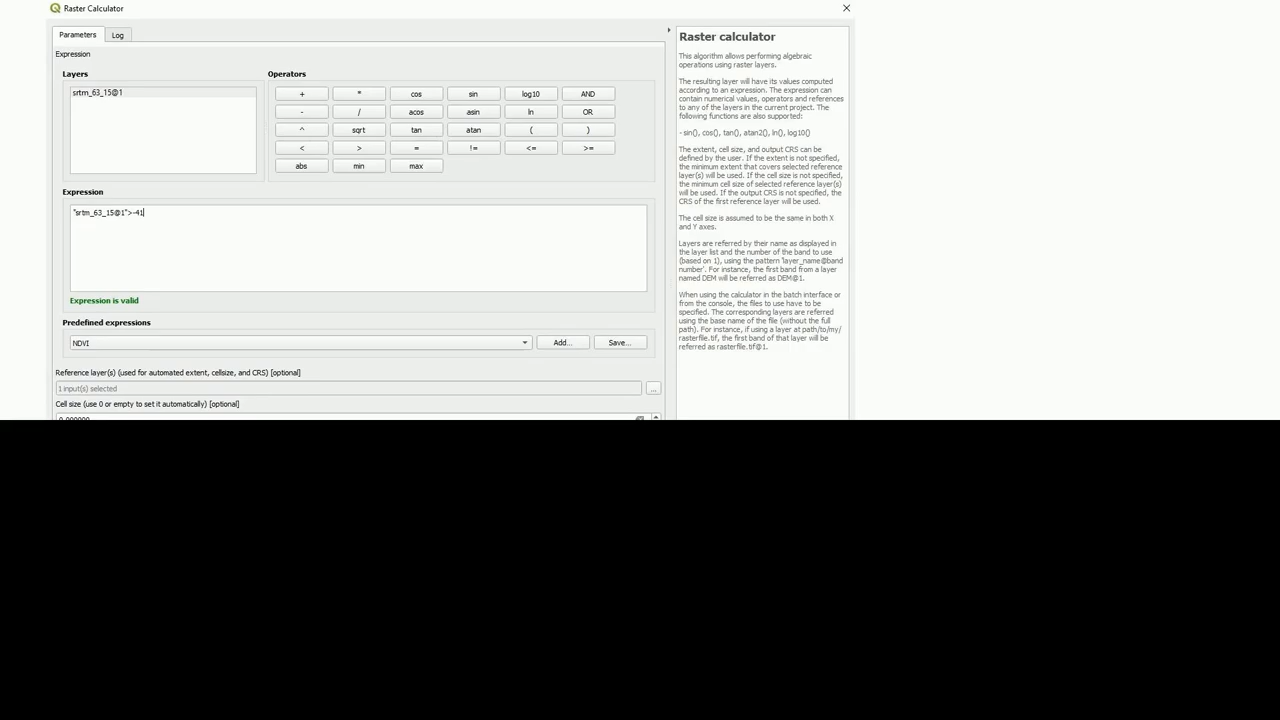 Raster Calculator
Parameters
Log
Expression
Layers
srtm_63_15@1
Operators
+ * cos sin log10 AND
- / acos asin ln OR
^ sqrt tan atan ( )
< > = != <= >=
abs min max
Expression
"srtm_63_15@1">-41
Expression is valid
Predefined expressions
NDVI
Add...
Save...
Reference layer(s) (used for automated extent, cellsize, and CRS) [optional]
1 input(s) selected
...
Cell size (use 0 or empty to set it automatically) [optional]
0.000000
Raster calculator
This algorithm allows performing algebraic
operations using raster layers.
The resulting layer will have its values computed
according to an expression. The expression can
contain numerical values, operators and references
to any of the layers in the current project. The
following functions are also supported:
- sin(), cos(), tan(), atan2(), ln(), log10()
The extent, cell size, and output CRS can be
defined by the user. If the extent is not specified,
the minimum extent that covers selected reference
layer(s) will be used. If the cell size is not specified,
the minimum cell size of selected reference layer(s)
will be used. If the output CRS is not specified, the
CRS of the first reference layer will be used.
The cell size is assumed to be the same in both X
and Y axes.
Layers are referred by their name as displayed in
the layer list and the number of the band to use
(based on 1), using the pattern 'layer_name@band
number'. For instance, the first band from a layer
named DEM will be referred as DEM@1.
When using the calculator in the batch interface or
from the console, the files to use have to be
specified. The corresponding layers are referred
using the base name of the file (without the full
path). For instance, if using a layer at path/to/my/
rasterfile.tif, the first band of that layer will be
referred as rasterfile.tif@1.